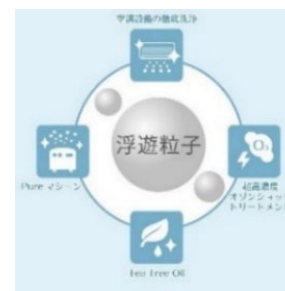 空調設備の徹底洗浄
浮遊粒子
O₃
Pure マシーン
超高濃度
オゾンショック
トリートメント
Tea Tree Oil